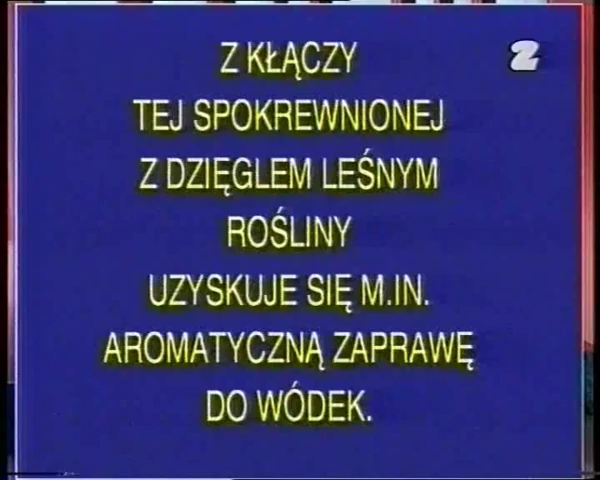 Z KŁĄCZY
2
TEJ SPOKREWNIONEJ
Z DZIĘGLEM LEŚNYM
ROŚLINY
UZYSKUJE SIĘ M.IN.
AROMATYCZNĄ ZAPRAWĘ
DO WÓDEK.